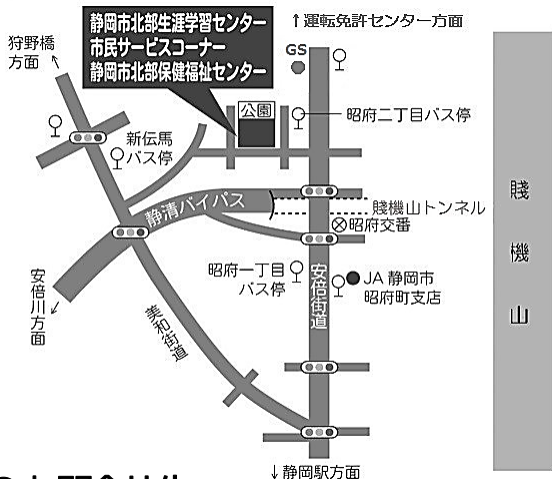 静岡市北部生涯学習センター
市民サービスコーナー
静岡市北部保健福祉センター
↑運転免許センター方面
狩野橋
方面
GS
公園
昭府二丁目バス停
新伝馬
バス停
静清バイパス
賤機山トンネル
昭府交番
賤機山
安倍川方面
昭府一丁目
バス停
安倍街道
JA 静岡市
昭府町支店
美和街道
↓静岡駅方面